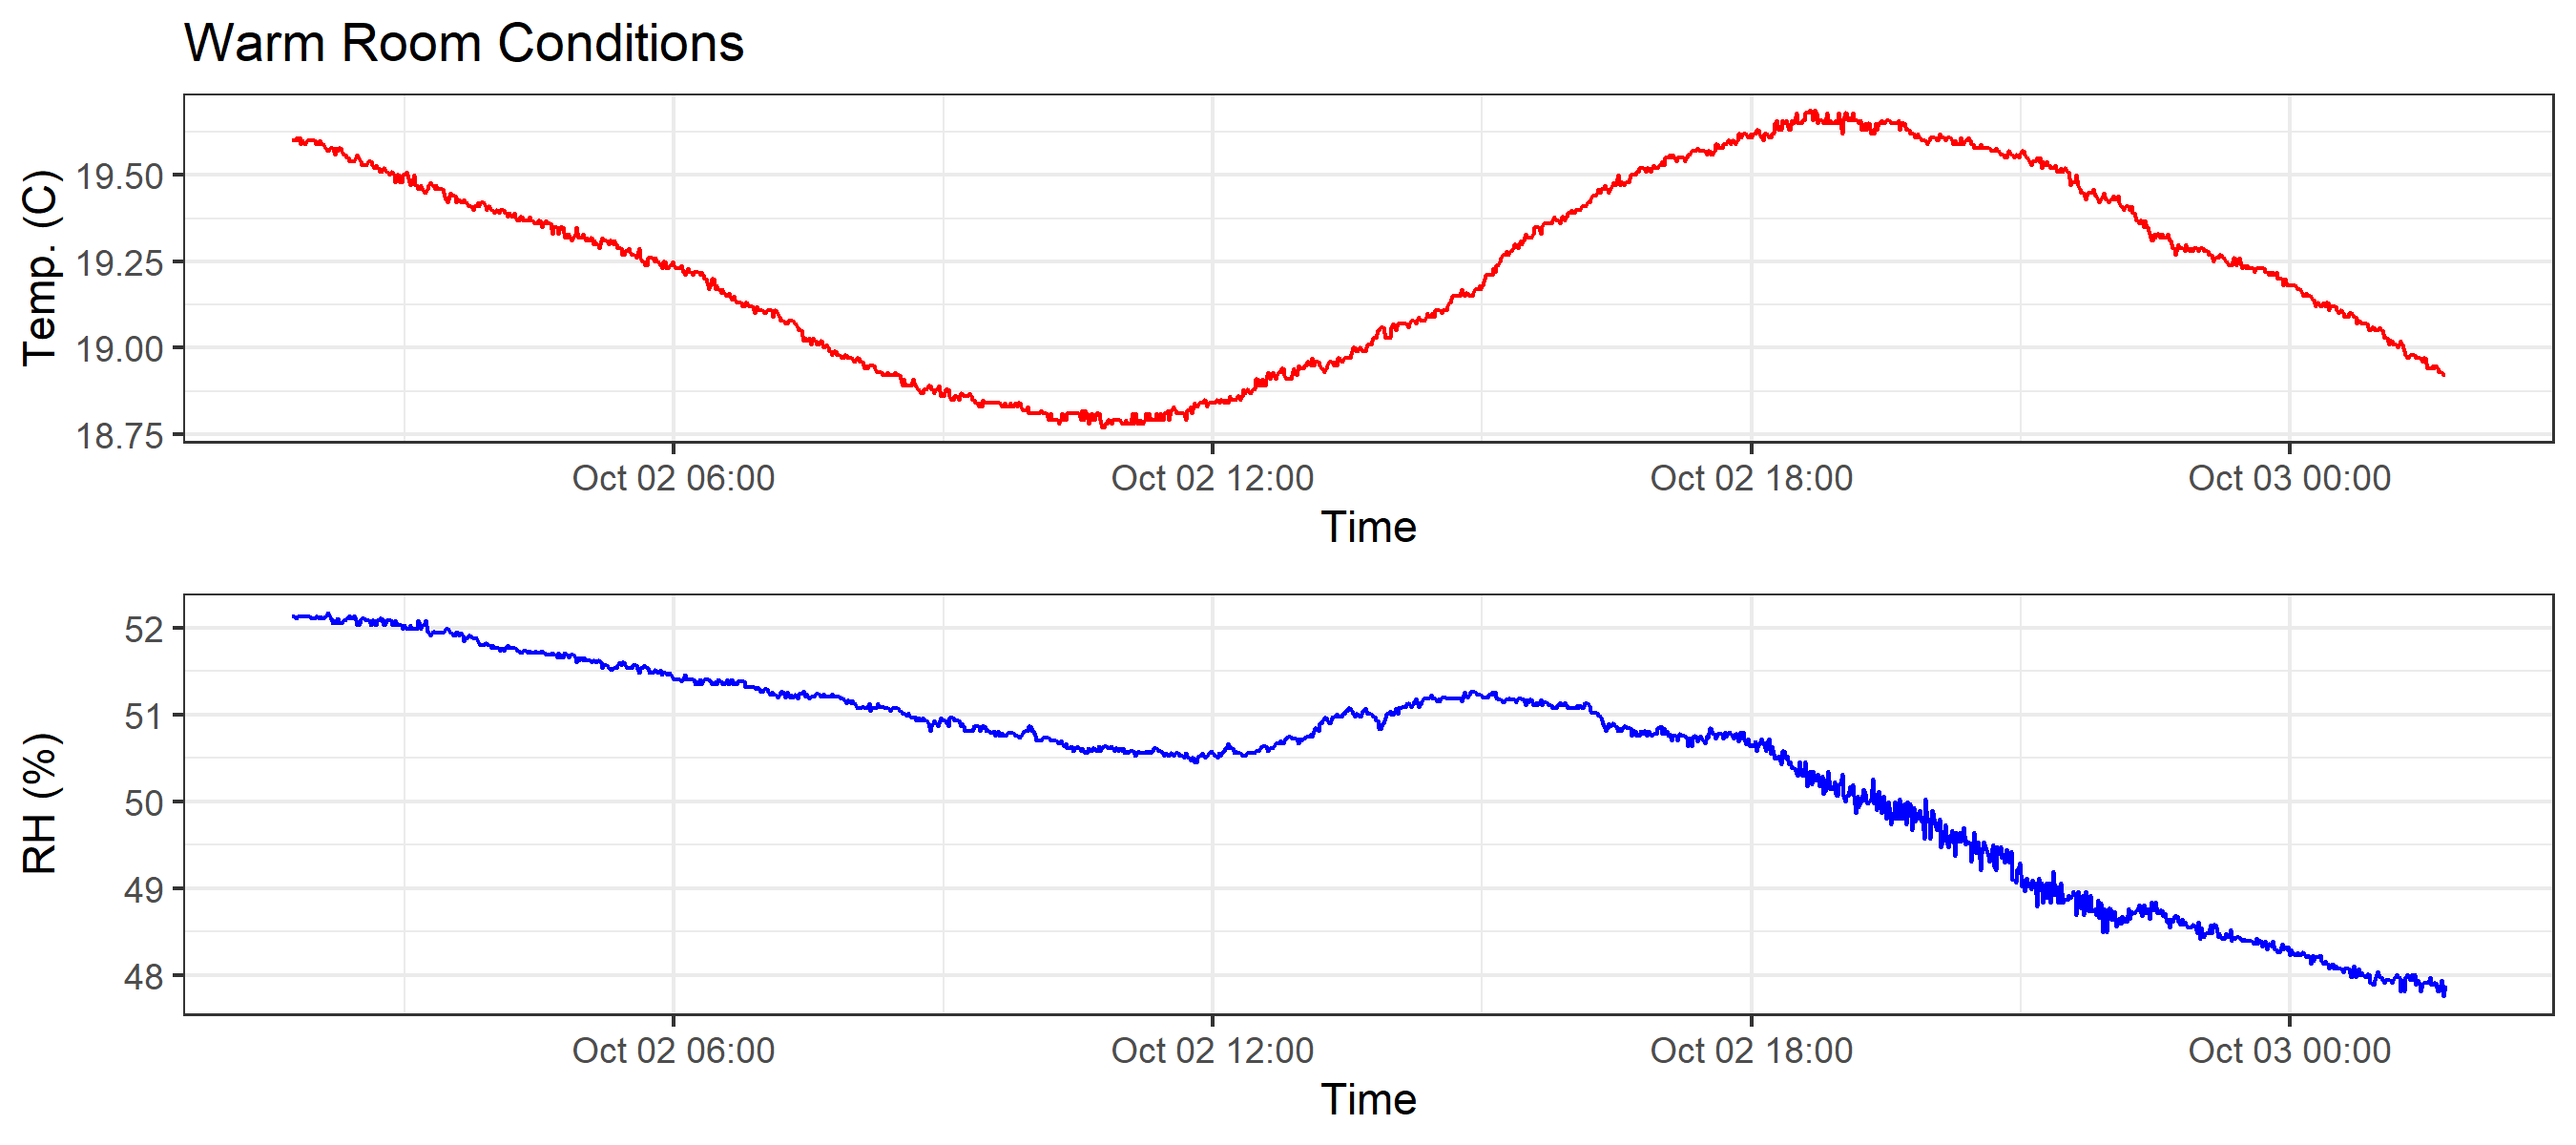 Warm Room Conditions
Temp. (C)
19.50
19.25
19.00
18.75
Oct 02 06:00 Oct 02 12:00 Oct 02 18:00 Oct 03 00:00
Time
RH (%)
52
51
50
49
48
Oct 02 06:00 Oct 02 12:00 Oct 02 18:00 Oct 03 00:00
Time